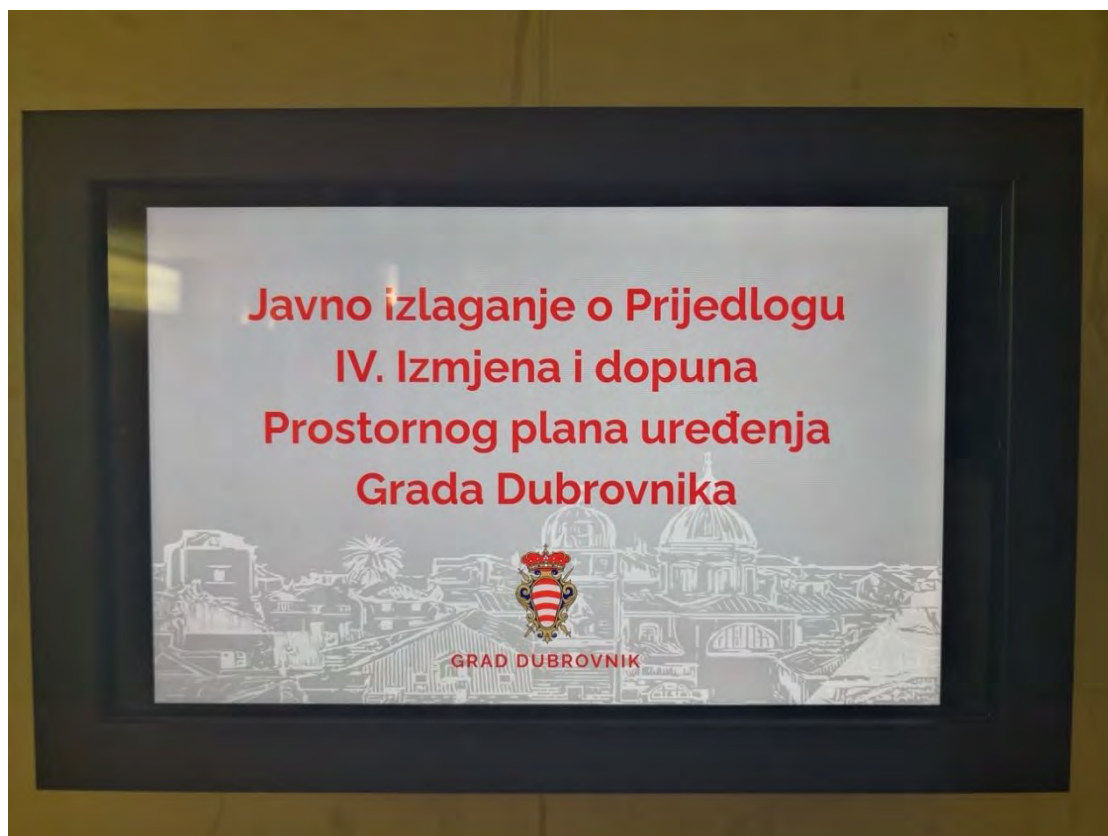 Javno izlaganje o Prijedlogu
IV. Izmjena i dopuna
Prostornog plana uređenja
Grada Dubrovnika
GRAD DUBROVNIK